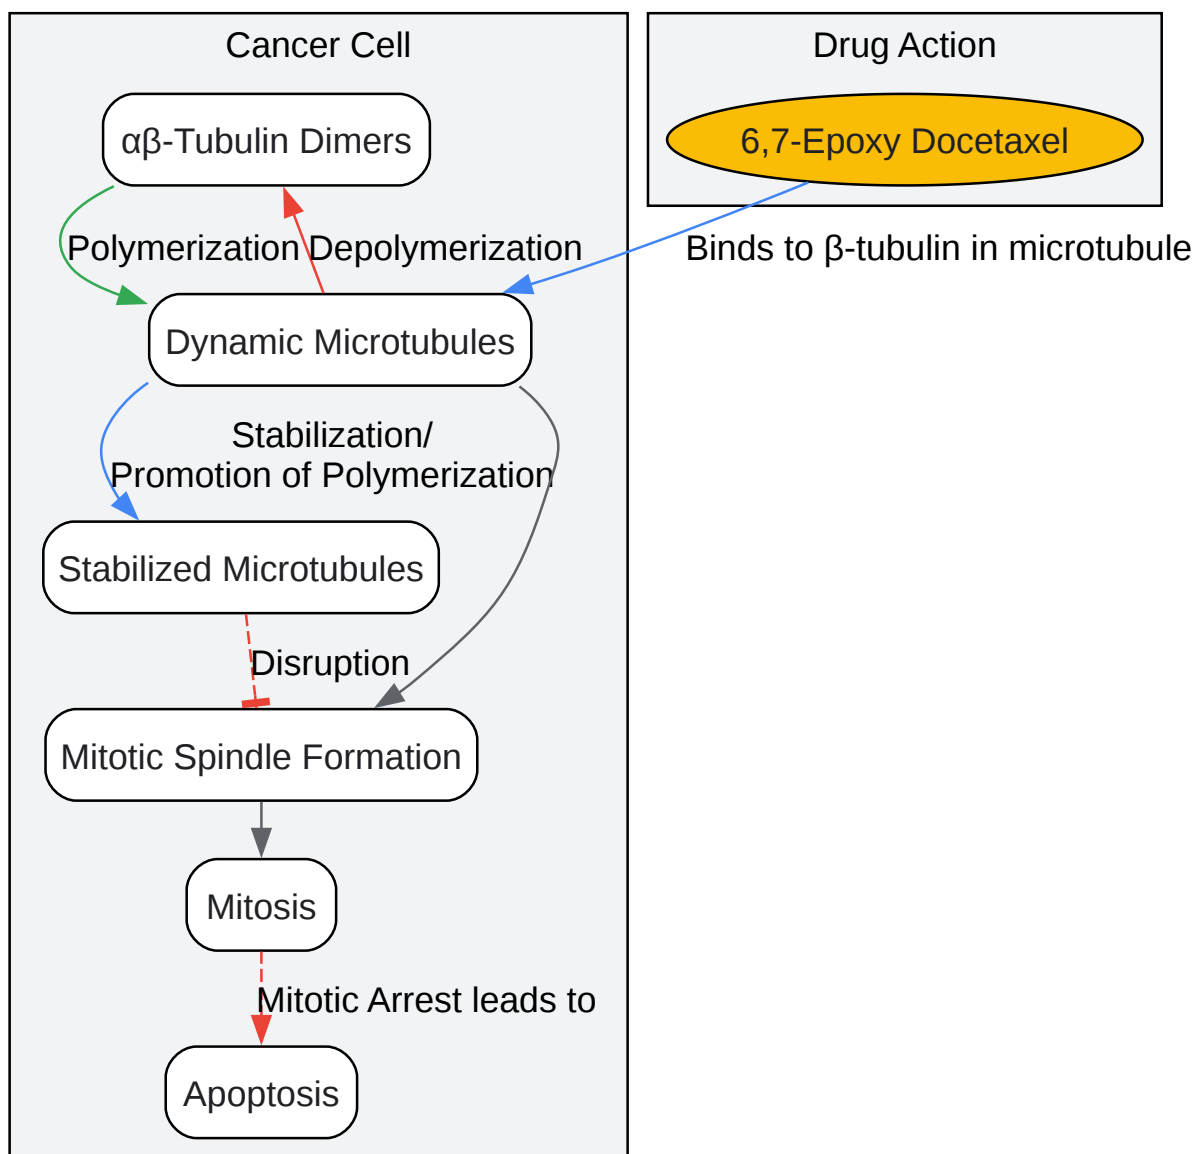 Cancer Cell
Drug Action
αβ-Tubulin Dimers
6,7-Epoxy Docetaxel
Polymerization
Depolymerization
Binds to β-tubulin in microtubule
Dynamic Microtubules
Stabilization/
Promotion of Polymerization
Stabilized Microtubules
Disruption
Mitotic Spindle Formation
Mitosis
Mitotic Arrest leads to
Apoptosis